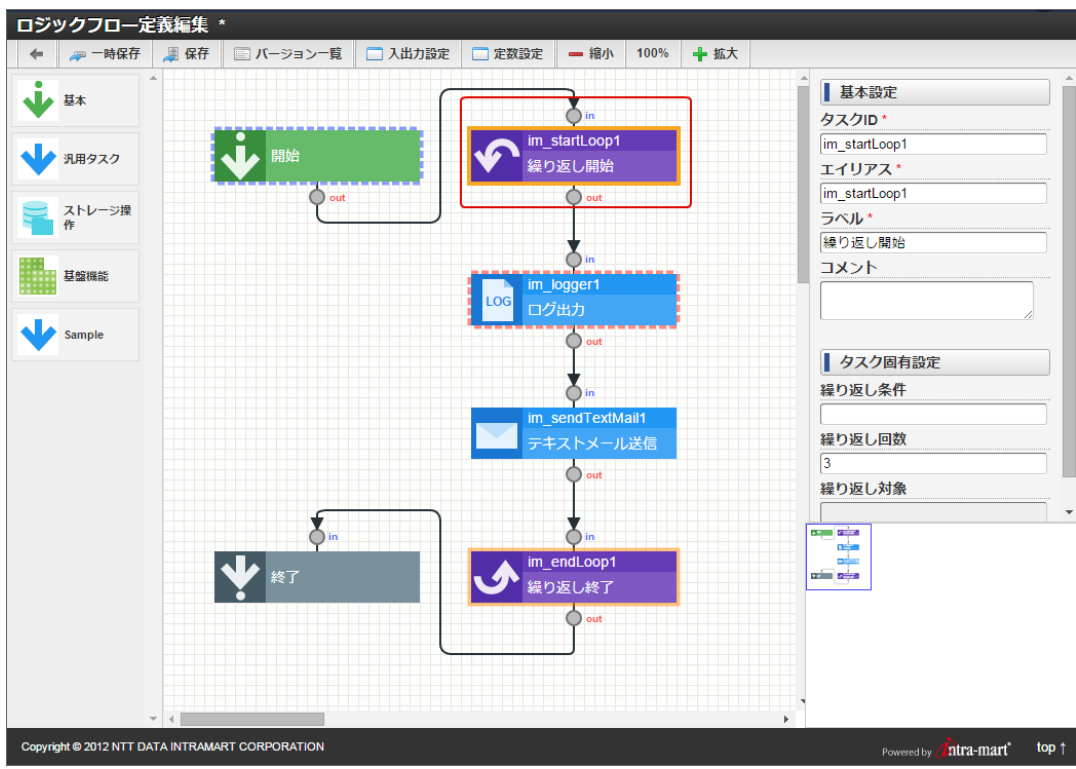 ロジックフロー定義編集 *
一時保存
保存
バージョン一覧
入出力設定
定数設定
縮小
100%
拡大
基本
汎用タスク
ストレージ操
作
基盤機能
Sample
開始
out
in
im_startLoop1
繰り返し開始
out
in
im_logger1
LOG
ログ出力
out
in
im_sendTextMail1
テキストメール送信
out
in
終了
in
im_endLoop1
繰り返し終了
out
基本設定
タスクID *
im_startLoop1
エイリアス *
im_startLoop1
ラベル *
繰り返し開始
コメント
タスク固有設定
繰り返し条件
繰り返し回数
3
繰り返し対象
Copyright © 2012 NTT DATA INTRAMART CORPORATION
Powered by intra-mart®
top ↑